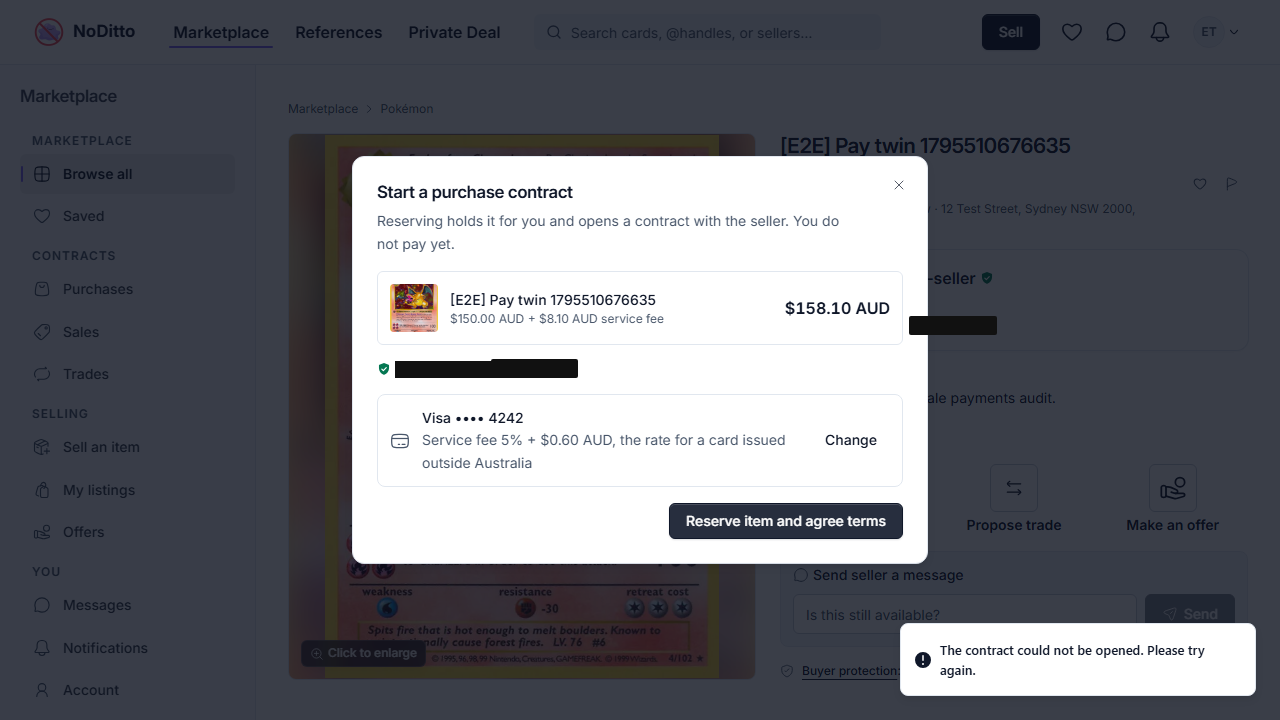 NoDitto
Marketplace
References
Private Deal
Search cards, @handles, or sellers...
Sell
ET
Marketplace
MARKETPLACE
Browse all
Saved
CONTRACTS
Purchases
Sales
Trades
SELLING
Sell an item
My listings
Offers
YOU
Messages
Notifications
Account
Marketplace
Pokémon
[E2E] Pay twin 1795510676635
· 12 Test Street, Sydney NSW 2000,
-seller
payments audit.
Propose trade
Make an offer
Send seller a message
Is this still available?
Send
Buyer protection:
Start a purchase contract
Reserving holds it for you and opens a contract with the seller. You do
not pay yet.
[E2E] Pay twin 1795510676635
$150.00 AUD + $8.10 AUD service fee
$158.10 AUD
Visa •••• 4242
Service fee 5% + $0.60 AUD, the rate for a card issued
outside Australia
Change
Reserve item and agree terms
weakness
resistance
retreat cost
-30
Spits fire that is hot enough to melt boulders. Known to
cause forest fires. LV. 76 #6
4/102
Click to enlarge
The contract could not be opened. Please try
again.